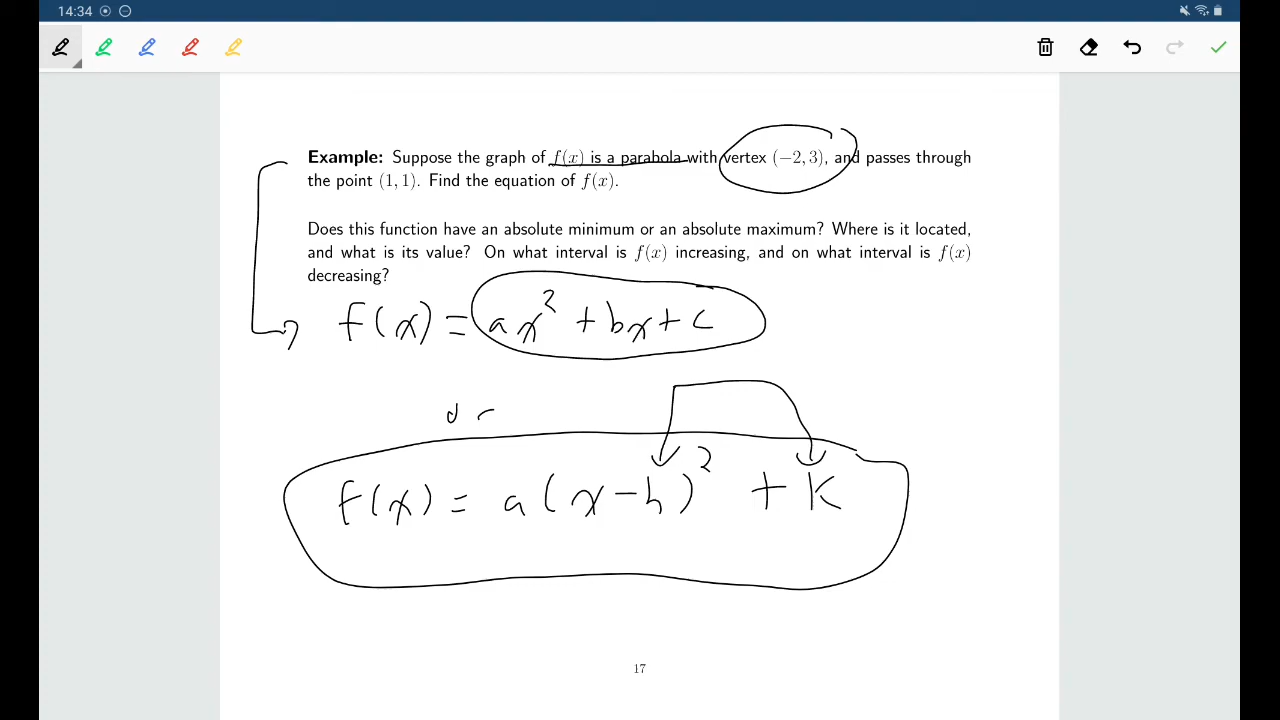 14:34
Example: Suppose the graph of f(x) is a parabola with vertex (−2, 3), and passes through
the point (1, 1). Find the equation of f(x).
Does this function have an absolute minimum or an absolute maximum? Where is it located,
and what is its value? On what interval is f(x) increasing, and on what interval is f(x)
decreasing?
f(x) = ax² + bx + c
or
f(x) = a(x − h)² + k
17